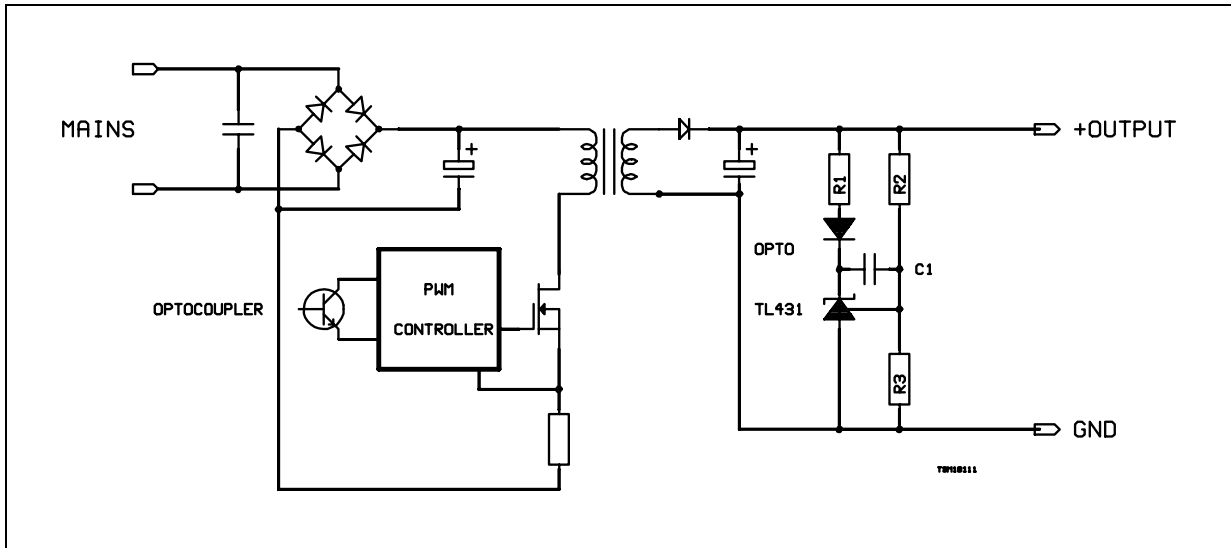 MAINS
+
+
+OUTPUT
R1
R2
OPTO
C1
OPTOCOUPLER
PWM
CONTROLLER
TL431
R3
GND